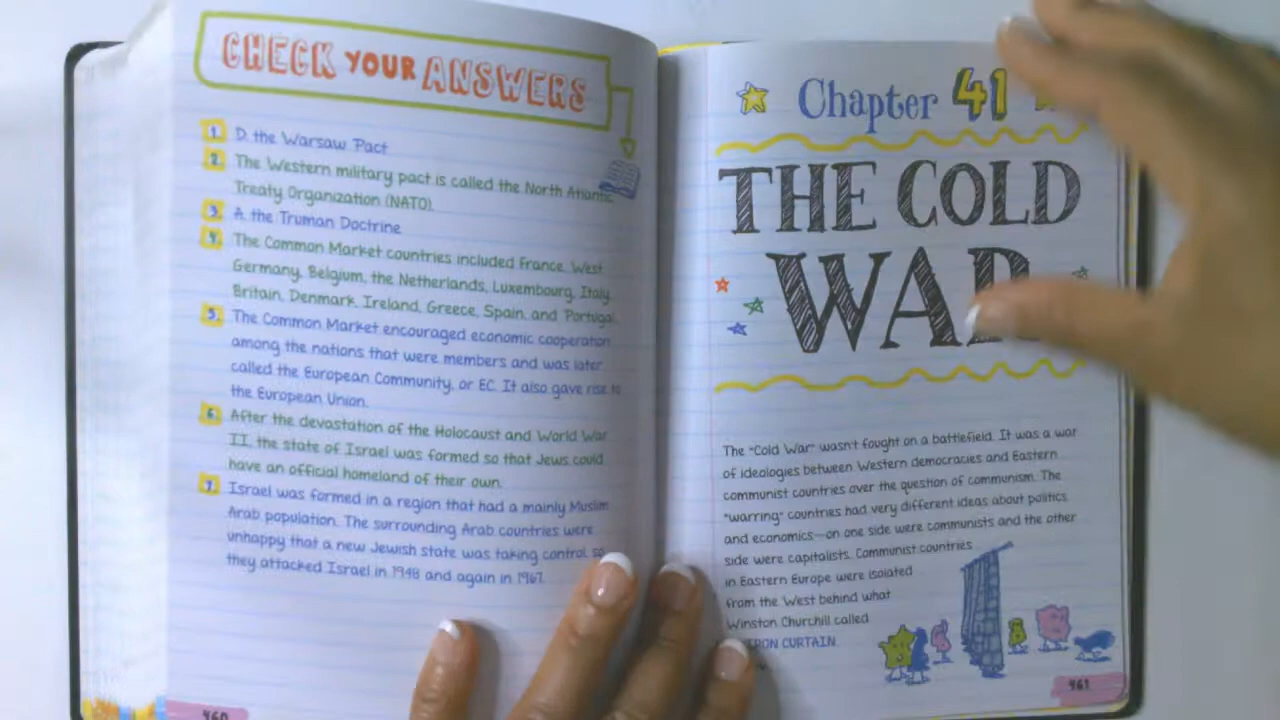 CHECK YOUR ANSWERS
1. D. the Warsaw Pact
2. The Western military pact is called the North Atlantic
Treaty Organization (NATO).
3. A. the Truman Doctrine
4. The Common Market countries included France, West
Germany, Belgium, the Netherlands, Luxembourg, Italy,
Britain, Denmark, Ireland, Greece, Spain, and Portugal.
5. The Common Market encouraged economic cooperation
among the nations that were members and was later
called the European Community, or EC. It also gave rise to
the European Union.
6. After the devastation of the Holocaust and World War
II, the state of Israel was formed so that Jews could
have an official homeland of their own.
7. Israel was formed in a region that had a mainly Muslim
Arab population. The surrounding Arab countries were
unhappy that a new Jewish state was taking control, so
they attacked Israel in 1948 and again in 1967.
460
Chapter 41
THE COLD
WAR
The "Cold War" wasn't fought on a battlefield. It was a war
of ideologies between Western democracies and Eastern
communist countries over the question of communism. The
"warring" countries had very different ideas about politics
and economics—on one side were communists and the other
side were capitalists. Communist countries
in Eastern Europe were isolated
from the West behind what
Winston Churchill called
IRON CURTAIN
461